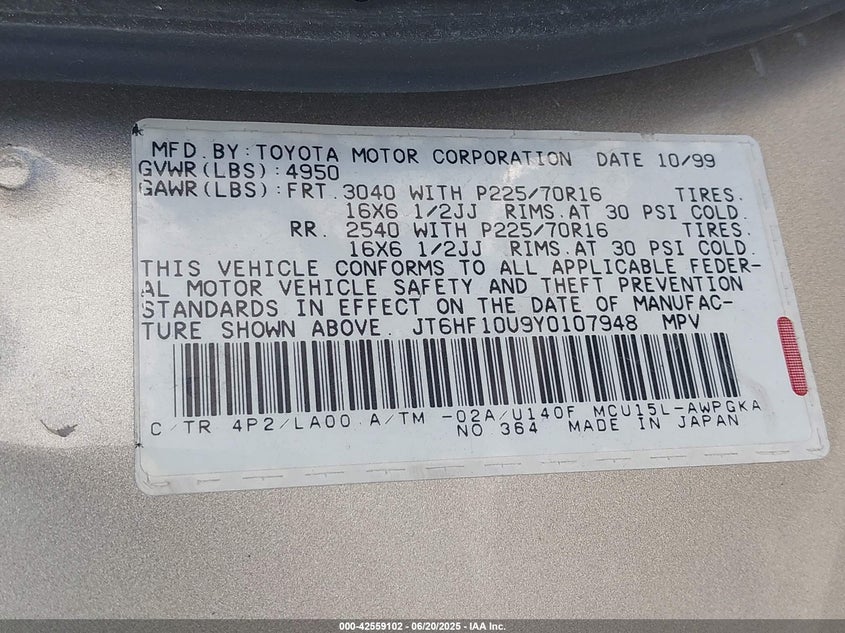 MFD. BY: TOYOTA MOTOR CORPORATION DATE 10/99
GVWR(LBS): 4950
GAWR(LBS): FRT. 3040 WITH P225/70R16 TIRES.
16X6 1/2JJ RIMS. AT 30 PSI COLD.
RR. 2540 WITH P225/70R16 TIRES.
16X6 1/2JJ RIMS. AT 30 PSI COLD.
THIS VEHICLE CONFORMS TO ALL APPLICABLE FEDER-
AL MOTOR VEHICLE SAFETY AND THEFT PREVENTION
STANDARDS IN EFFECT ON THE DATE OF MANUFAC-
TURE SHOWN ABOVE. JT6HF10U9Y0107948 MPV
C/TR 4P2/LA00 A/TM -02A/U140F MCU15L-AWPGKA
NO.364 MADE IN JAPAN
000-42559102 - 06/20/2025 - IAA Inc.